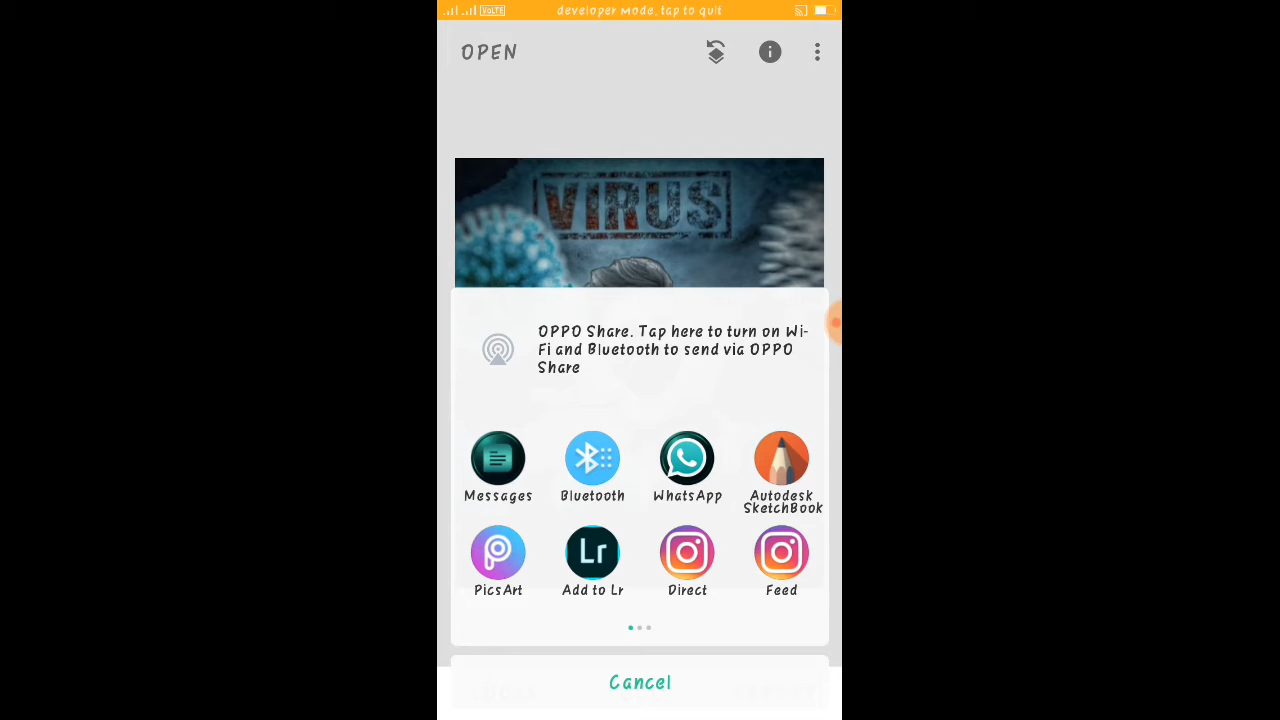 VoLTE
developer mode, tap to quit
OPEN
VIRUS
OPPO Share. Tap here to turn on Wi-
Fi and Bluetooth to send via OPPO
Share
Messages
Bluetooth
WhatsApp
Autodesk
SketchBook
Lr
PicsArt
Add to Lr
Direct
Feed
Cancel